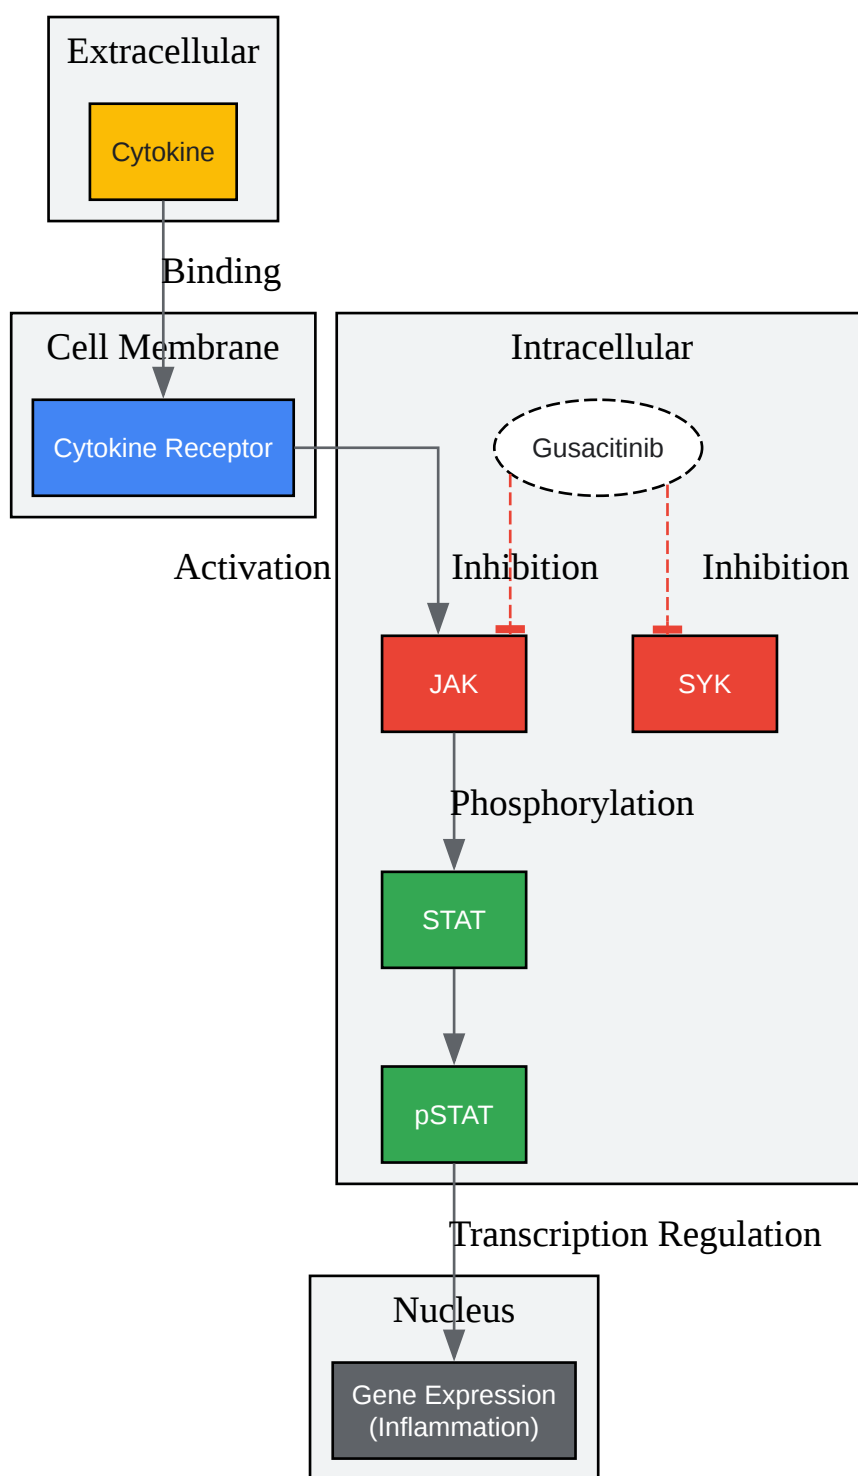 Extracellular
Cytokine
Binding
Cell Membrane
Intracellular
Cytokine Receptor
Gusacitinib
Activation
Inhibition
Inhibition
JAK
SYK
Phosphorylation
STAT
pSTAT
Transcription Regulation
Nucleus
Gene Expression
(Inflammation)